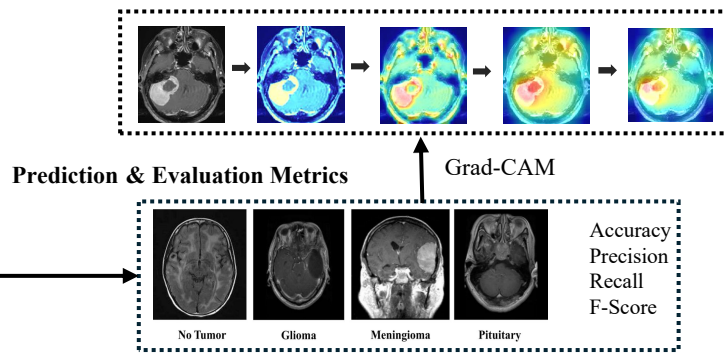 Prediction & Evaluation Metrics
Grad-CAM
Accuracy
Precision
Recall
F-Score
No Tumor
Glioma
Meningioma
Pituitary